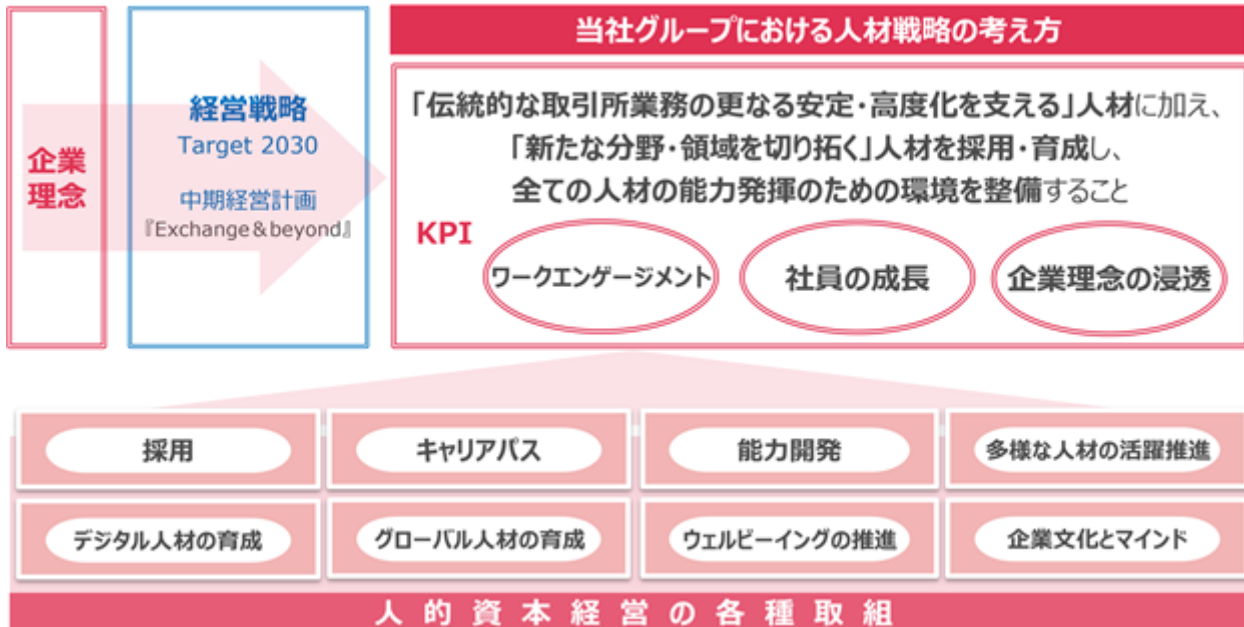 企業
理念
経営戦略
Target 2030
中期経営計画
『Exchange＆beyond』
当社グループにおける人材戦略の考え方
「伝統的な取引所業務の更なる安定・高度化を支える」人材に加え、
「新たな分野・領域を切り拓く」人材を採用・育成し、
全ての人材の能力発揮のための環境を整備すること
KPI
ワークエンゲージメント
社員の成長
企業理念の浸透
採用
キャリアパス
能力開発
多様な人材の活躍推進
デジタル人材の育成
グローバル人材の育成
ウェルビーイングの推進
企業文化とマインド
人的資本経営の各種取組